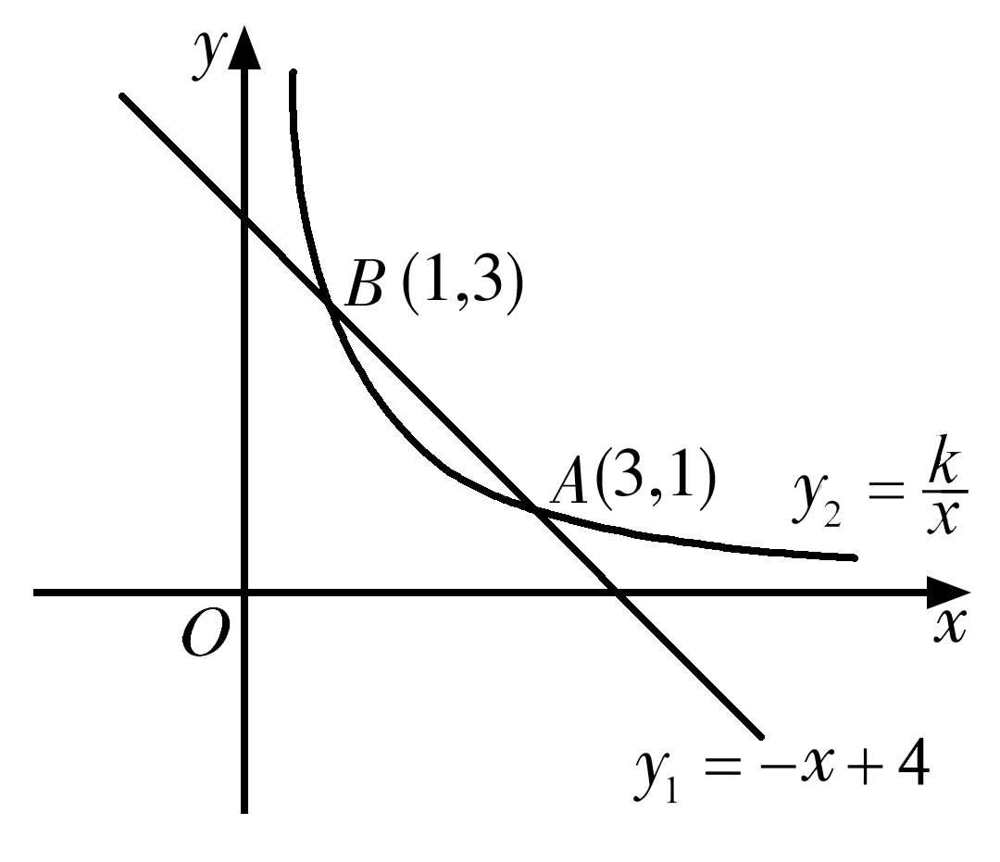 y
B (1,3)
A(3,1)
y₂ = k/x
O
x
y₁ = −x + 4